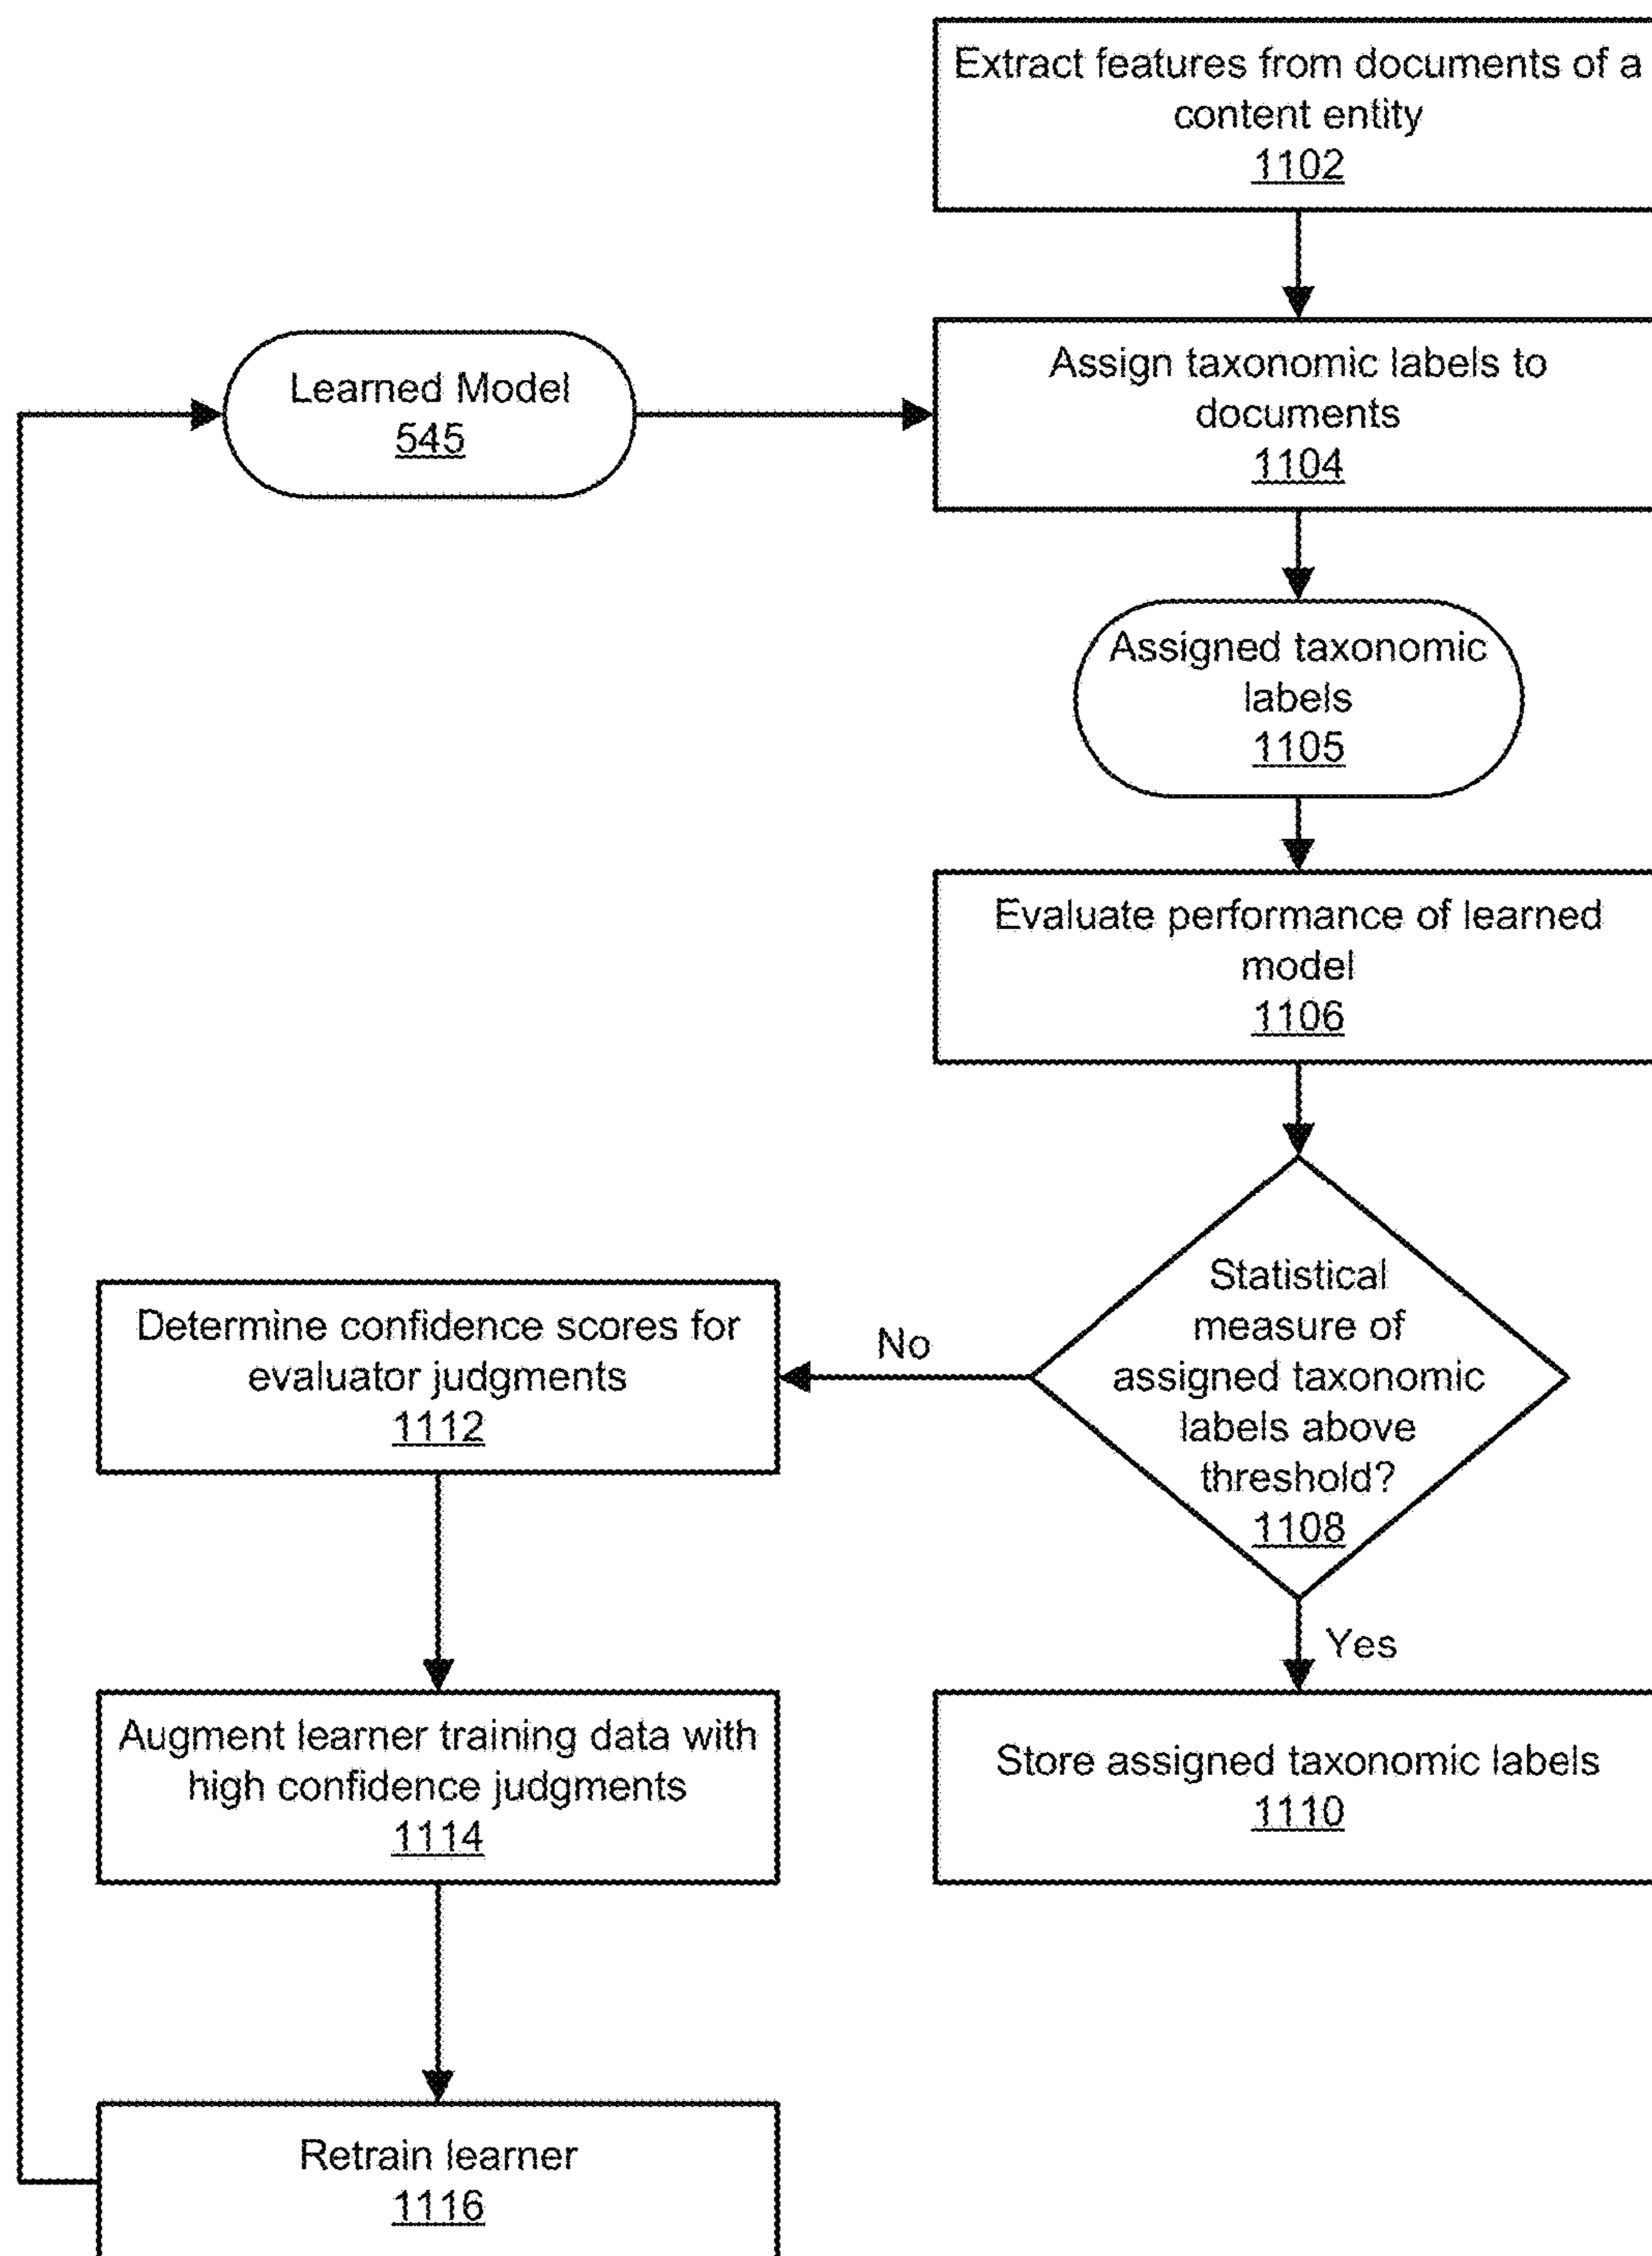 Extract features from documents of a
content entity
1102
Learned Model
545
Assign taxonomic labels to
documents
1104
Assigned taxonomic
labels
1105
Evaluate performance of learned
model
1106
Statistical
measure of
assigned taxonomic
labels above
threshold?
1108
No
Determine confidence scores for
evaluator judgments
1112
Yes
Augment learner training data with
high confidence judgments
1114
Store assigned taxonomic labels
1110
Retrain learner
1116